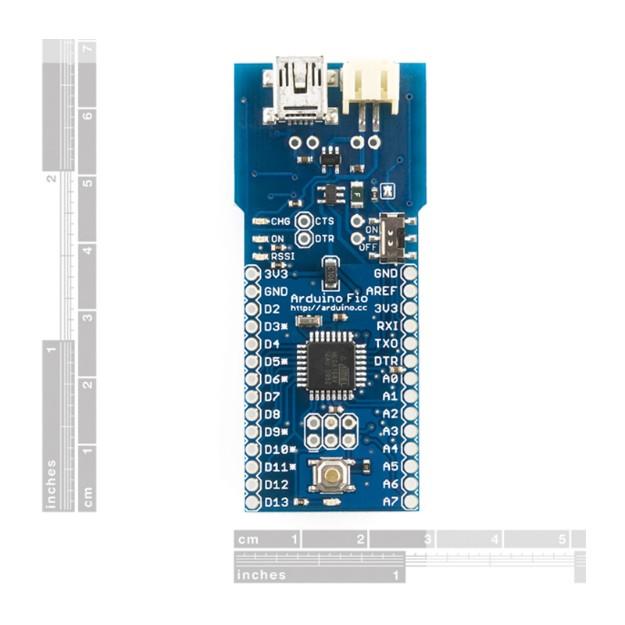 CHG
CTS
ON
DTR
RSSI
ON
OFF
3V3
GND
D2
D3
D4
D5
D6
D7
D8
D9
D10
D11
D12
D13
Arduino Fio
http://arduino.cc
GND
AREF
3V3
RXI
TXO
DTR
A0
A1
A2
A3
A4
A5
A6
A7
7
6
5
4
3
2
1
cm
2
1
inches
cm 1 2 3 4 5
inches 1